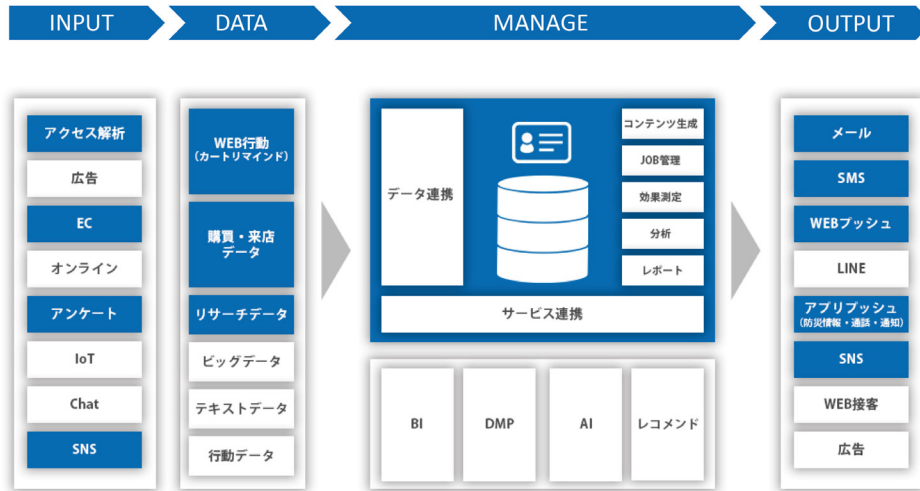 INPUT
DATA
MANAGE
OUTPUT
アクセス解析
広告
EC
オンライン
アンケート
IoT
Chat
SNS
WEB行動
(カートリマインド)
購買・来店
データ
リサーチデータ
ビッグデータ
テキストデータ
行動データ
データ連携
コンテンツ生成
JOB管理
効果測定
分析
レポート
サービス連携
BI
DMP
AI
レコメンド
メール
SMS
WEBプッシュ
LINE
アプリプッシュ
(防災情報・通話・通知)
SNS
WEB接客
広告